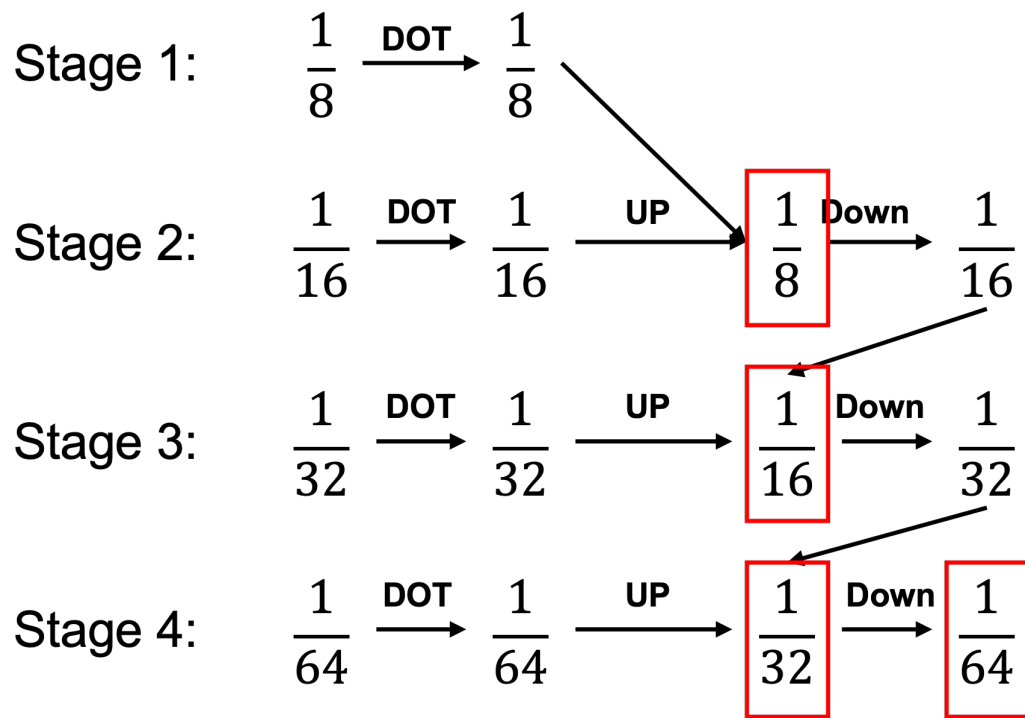 Stage 1: 1/8 DOT 1/8
Stage 2: 1/16 DOT 1/16 UP 1/8 Down 1/16
Stage 3: 1/32 DOT 1/32 UP 1/16 Down 1/32
Stage 4: 1/64 DOT 1/64 UP 1/32 Down 1/64